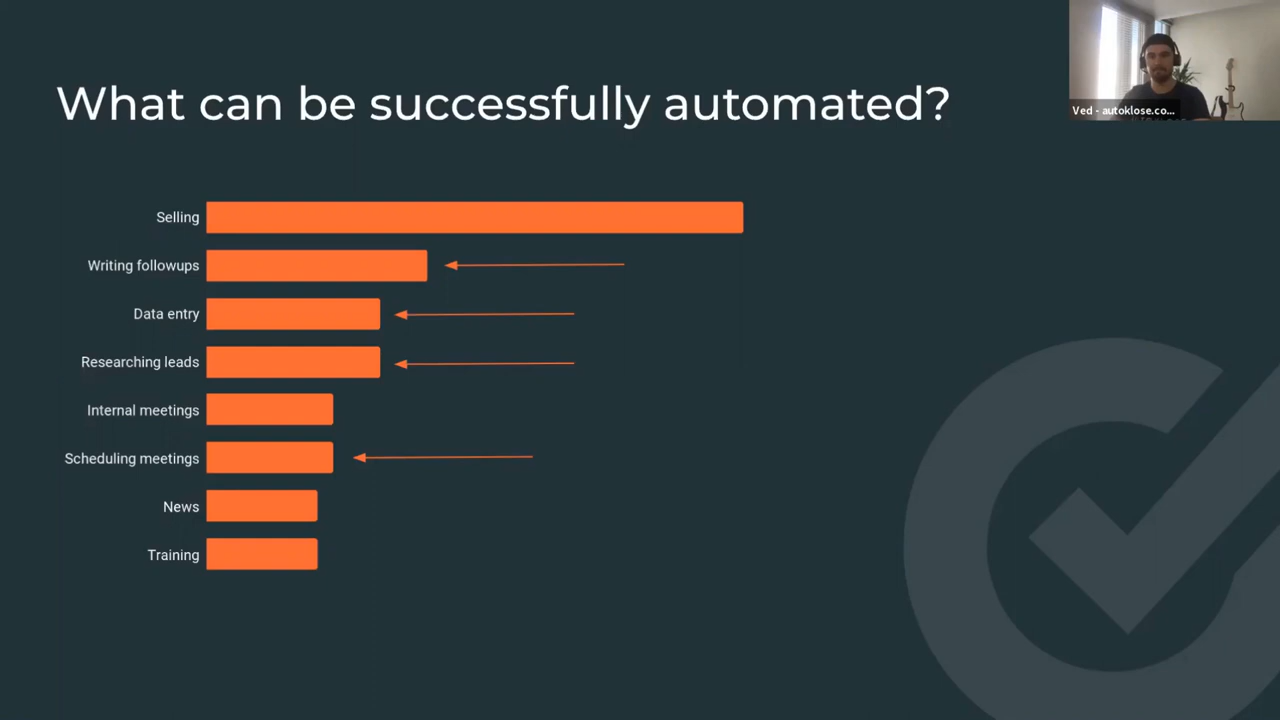 What can be successfully automated?
Ved - autoklose.co...
Selling
Writing followups
Data entry
Researching leads
Internal meetings
Scheduling meetings
News
Training